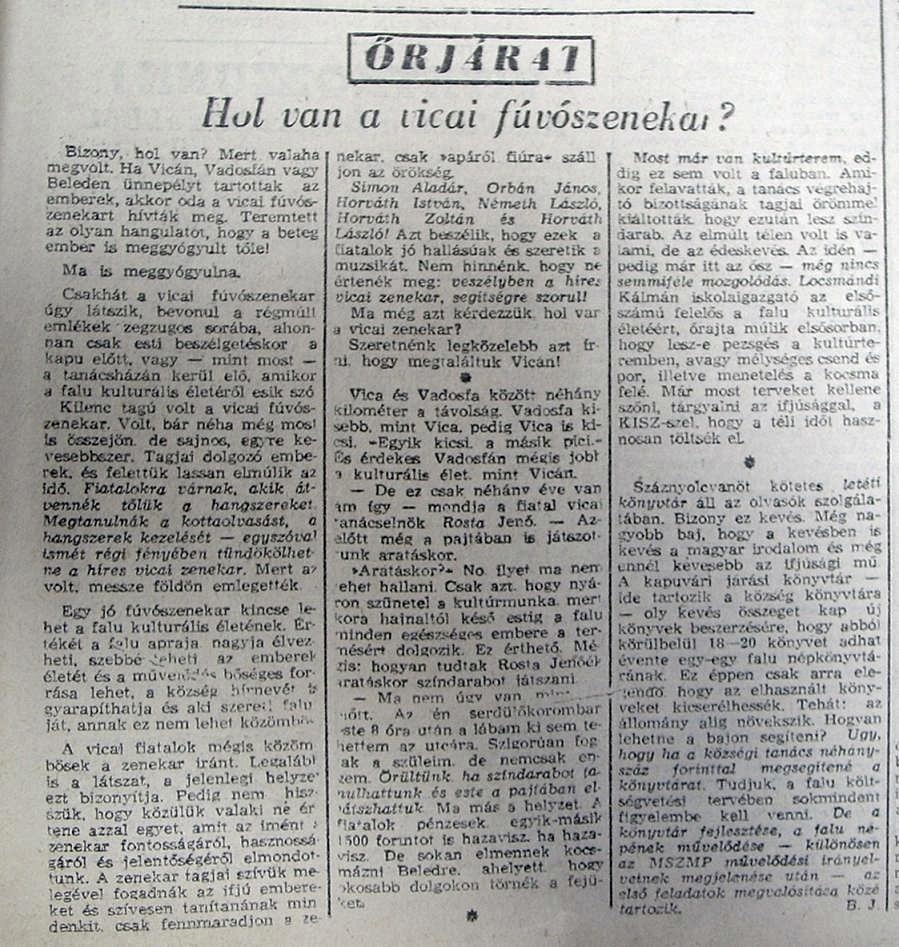 ŐRJÁRAT
Hol van a vicai fúvószenekar?
Bizony, hol van? Mert valaha
megvolt. Ha Vicán, Vadosfán vagy
Beleden ünnepélyt tartottak az
emberek, akkor oda a vicai fúvós-
zenekart hívták meg. Teremtett
az olyan hangulatot, hogy a beteg
ember is meggyógyult tőle!
Ma is meggyógyulna.
Csakhát a vicai fúvószenekar
úgy látszik, bevonul a régmúlt
emlékek zegzugos sorába, ahon-
nan csak esti beszélgetéskor a
kapu előtt, vagy — mint most —
a tanácsházán kerül elő, amikor
a falu kulturális életéről esik szó
Kilenc tagú volt a vicai fúvós-
zenekar. Volt, bár néha még most
is összejön, de sajnos, egyre ke-
vesebbszer. Tagjai dolgozó embe-
rek, és felettük lassan elmúlik az
idő. Fiatalokra várnak, akik át-
vennék tőlük a hangszereket
Megtanulnák a kottaolvasást, a
hangszerek kezelését — egyszóval
ismét régi fényében tündökölhet
ne a híres vicai zenekar. Mert az
volt, messze földön emlegették.
Egy jó fúvószenekar kincse le-
het a falu kulturális életének. Ér-
tékét a falu apraja nagyja élvez-
heti, szebbé teheti az emberek
életét és a művelődés bőséges for-
rása lehet, a község hírnevét is
gyarapíthatja és aki szereti falu
ját, annak ez nem lehet közömbös
A vicai fiatalok mégis közöm
bösek a zenekar iránt. Legalábl
is a látszat, a jelenlegi helyze
ezt bizonyítja. Pedig nem hisz-
szük, hogy közülük valaki ne ér
tene azzal egyet, amit az imént
zenekar fontosságáról, hasznossá-
gáról és jelentőségéről elmondot-
tunk. A zenekar tagjai szívük me-
legével fogadnák az ifjú embere-
ket és szívesen tanítanának min
denkit, csak fennmaradjon a ze-
nekar, csak »apáról fiúra« száll
jon az örökség.
Simon Aladár, Orbán János,
Horváth István, Németh László,
Horváth Zoltán és Horváth
László! Azt beszélik, hogy ezek a
fiatalok jó hallásúak és szeretik a
muzsikát. Nem hinnénk, hogy ne
értenék meg: veszélyben a híres
vicai zenekar, segítségre szorul!
Ma még azt kérdezzük, hol var
a vicai zenekar?
Szeretnénk legközelebb azt ír-
ni, hogy megtaláltuk Vicán!
*
Vica és Vadosfa között néhány
kilométer a távolság. Vadosfa ki-
sebb, mint Vica, pedig Vica is ki-
csi. »Egyik kicsi, a másik pici.«
És érdekes Vadosfán mégis jobl
a kulturális élet, mint Vicán.
— De ez csak néhány éve van
ám így — mondja a fiatal vicai
tanácselnök Rosta Jenő. — Az-
előtt még a pajtában is játszot-
tunk aratáskor.
»Aratáskor?« No, ilyet ma nem
lehet hallani. Csak azt, hogy nyá-
ron szünetel a kultúrmunka, mert
kora hajnaltól késő estig a falu
minden egészséges embere a ter-
mésért dolgozik. Ez érthető. Mé-
gis: hogyan tudtak Rosta Jenőék
aratáskor színdarabot játszani.
— Ma nem úgy van mint
előtt. Az én serdülőkorombar
este 8 óra után a lábam ki sem te
hettem az utcára. Szigorúan fog
ak a szüleim, de nemcsak en-
gem. Örültünk ha színdarabot ta-
nulhattunk és este a pajtában el-
játszhattuk. Ma más a helyzet. A
fiatalok pénzesek, egyik-másik
1500 forintot is hazavisz, ha haza-
visz. De sokan elmennek kocs-
mázni Beledre, ahelyett, hogy
okosabb dolgokon törnék a fejü-
ket.
*
Most már van kultúrterem, ed-
dig ez sem volt a faluban. Ami-
kor felavatták, a tanács végrehaj-
tó bizottságának tagjai örömmel
kiáltották, hogy ezután lesz szín-
darab. Az elmúlt télen volt is va-
lami, de az édeskevés. Az idén —
pedig már itt az ősz — még nincs
semmiféle mozgolódás. Locsmándi
Kálmán iskolaigazgató az első-
számú felelős a falu kulturális
életéért, őrajta múlik elsősorban,
hogy lesz-e pezsgés a kultúrte-
remben, avagy mélységes csend és
por, illetve menetelés a kocsma
felé. Már most terveket kellene
szőni, tárgyalni az ifjúsággal, a
KISZ-szel, hogy a téli időt hasz-
nosan töltsék el.
*
Száznyolcvanöt kötetes letéti
könyvtár áll az olvasók szolgála-
tában. Bizony ez kevés. Még na-
gyobb baj, hogy a kevésben is
kevés a magyar irodalom és még
ennél kevesebb az ifjúsági mű.
A kapuvári járási könyvtár —
ide tartozik a község könyvtára
— oly kevés összeget kap új
könyvek beszerzésére, hogy abból
körülbelül 18—20 könyvet adhat
évente egy-egy falu népkönyvtá-
rának. Ez éppen csak arra ele-
gendő hogy az elhasznált köny-
veket kicserélhessék. Tehát: az
állomány alig növekszik. Hogyan
lehetne a bajon segíteni? Úgy,
hogy ha a községi tanács néhány-
száz forinttal megsegítené a
könyvtárat. Tudjuk, a falu költ-
ségvetési tervében sokmindent
figyelembe kell venni. De a
könyvtár fejlesztése, a falu né-
pének művelődése — különösen
az MSZMP művelődési irányel-
veinek megjelenése után — az
első feladatok megvalósítása közé
tartozik.
B. J.